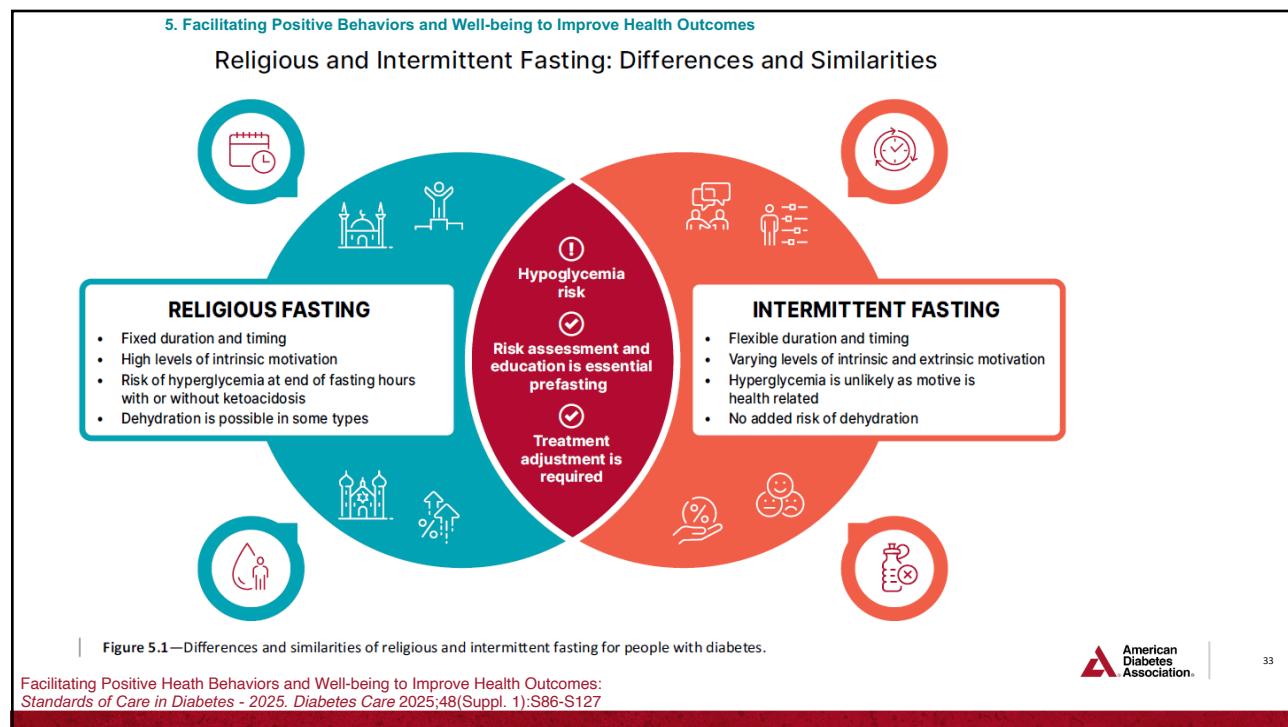 5. Facilitating Positive Behaviors and Well-being to Improve Health Outcomes
Religious and Intermittent Fasting: Differences and Similarities
RELIGIOUS FASTING
• Fixed duration and timing
• High levels of intrinsic motivation
• Risk of hyperglycemia at end of fasting hours
with or without ketoacidosis
• Dehydration is possible in some types
Hypoglycemia
risk
Risk assessment and
education is essential
prefasting
Treatment
adjustment is
required
INTERMITTENT FASTING
• Flexible duration and timing
• Varying levels of intrinsic and extrinsic motivation
• Hyperglycemia is unlikely as motive is
health related
• No added risk of dehydration
Figure 5.1—Differences and similarities of religious and intermittent fasting for people with diabetes.
American
Diabetes
Association®
33
Facilitating Positive Heath Behaviors and Well-being to Improve Health Outcomes:
Standards of Care in Diabetes - 2025. Diabetes Care 2025;48(Suppl. 1):S86-S127